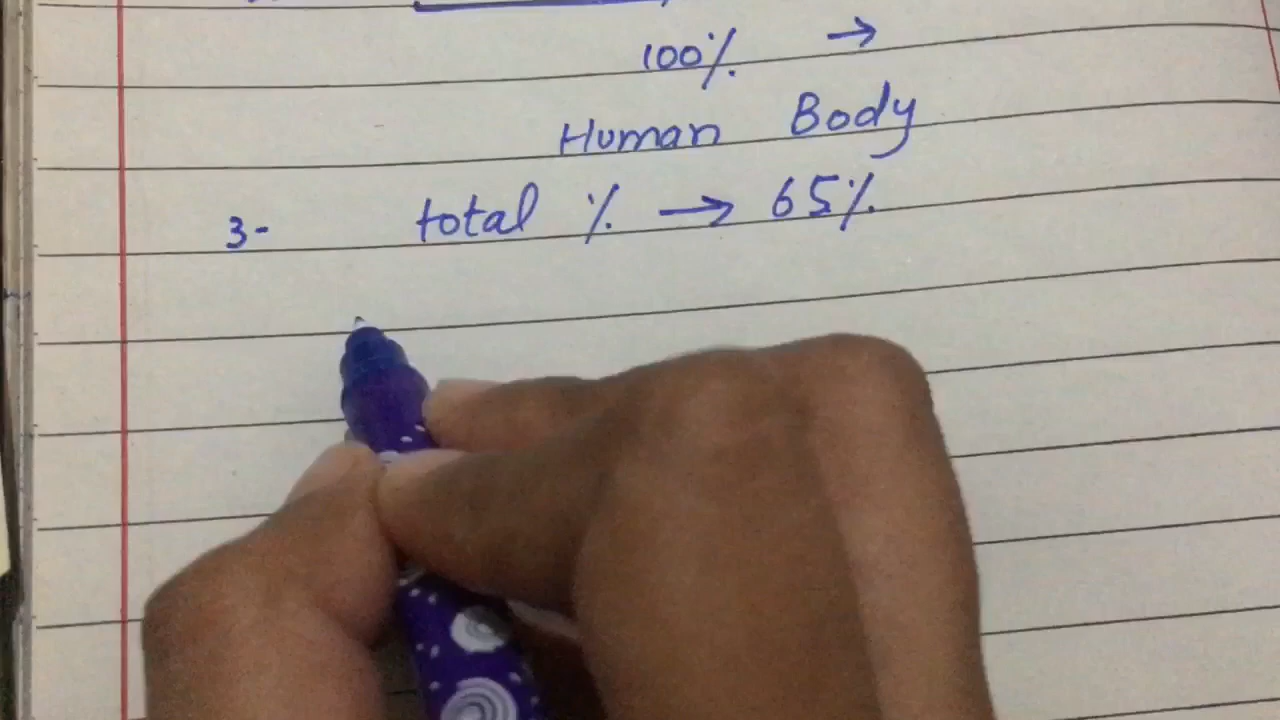 100% →
Human Body
3- total % → 65%